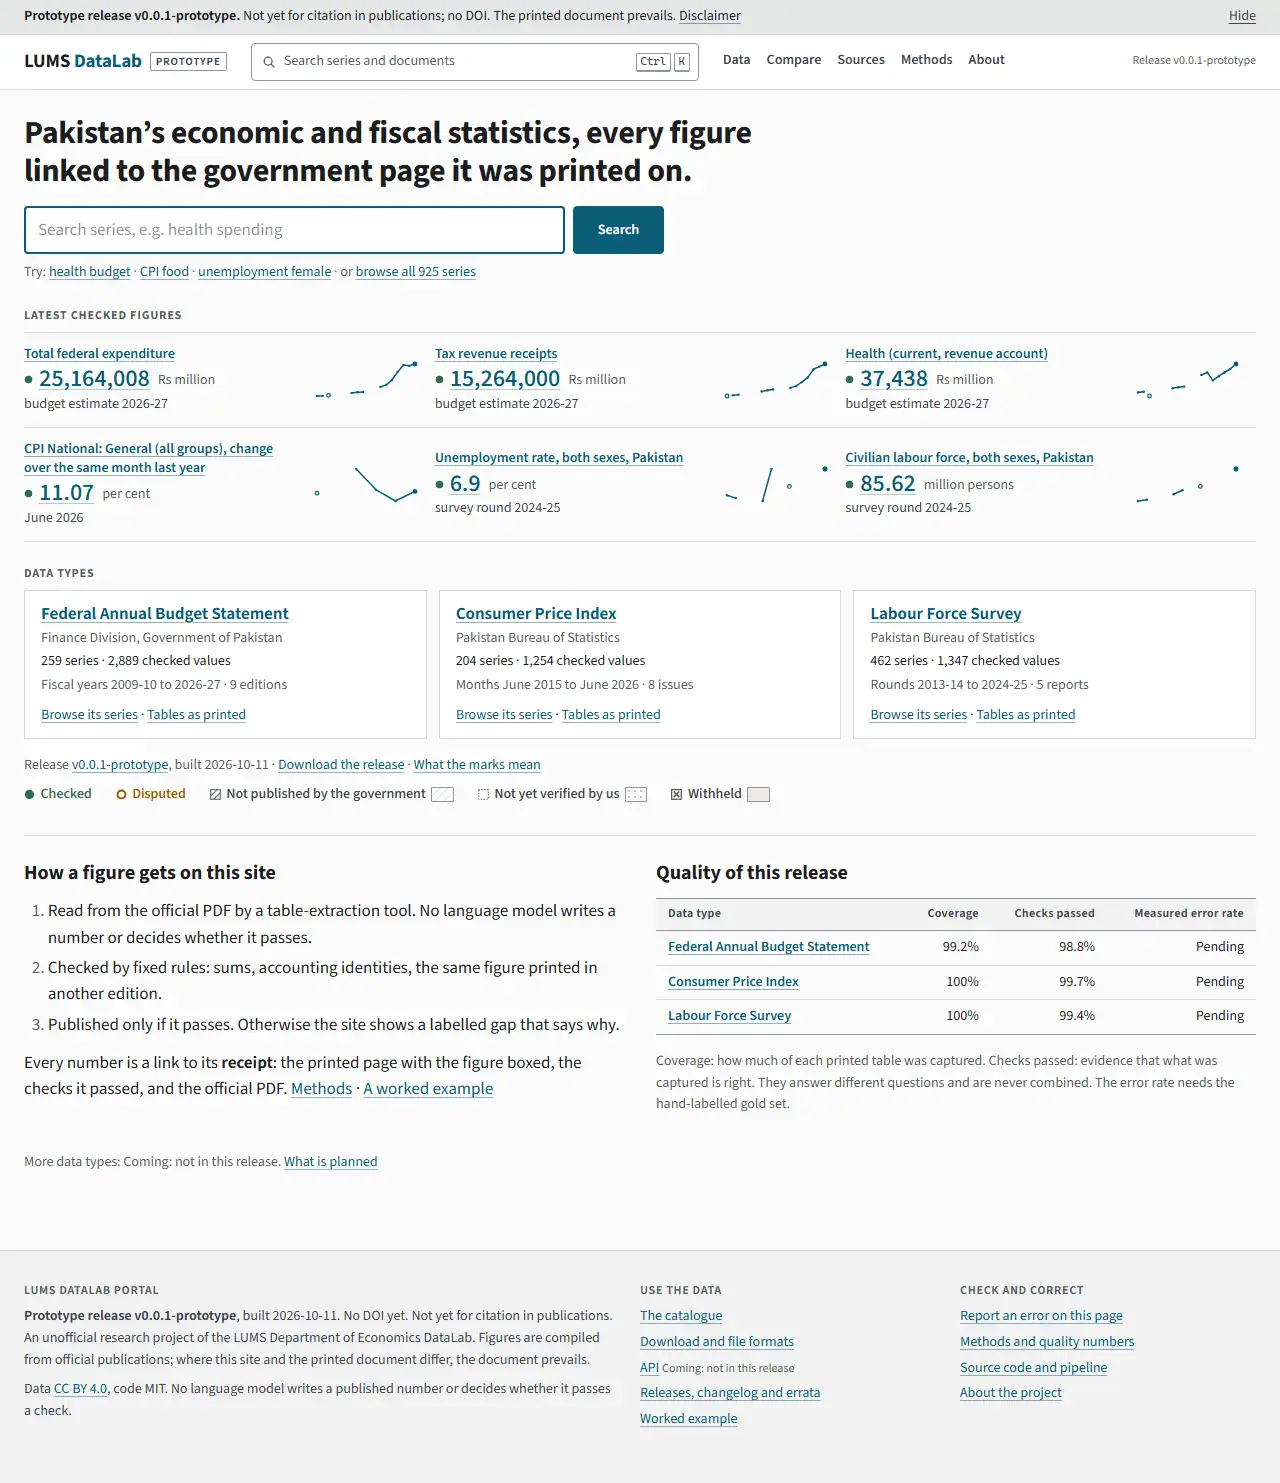 Prototype release v0.0.1-prototype. Not yet for citation in publications; no DOI. The printed document prevails. Disclaimer
Hide
LUMS DataLab
PROTOTYPE
Search series and documents
Ctrl K
Data
Compare
Sources
Methods
About
Release v0.0.1-prototype
Pakistan’s economic and fiscal statistics, every figure
linked to the government page it was printed on.
Search series, e.g. health spending
Search
Try: health budget · CPI food · unemployment female · or browse all 925 series
LATEST CHECKED FIGURES
Total federal expenditure
25,164,008 Rs million
budget estimate 2026-27
Tax revenue receipts
15,264,000 Rs million
budget estimate 2026-27
Health (current, revenue account)
37,438 Rs million
budget estimate 2026-27
CPI National: General (all groups), change
over the same month last year
11.07 per cent
June 2026
Unemployment rate, both sexes, Pakistan
6.9 per cent
survey round 2024-25
Civilian labour force, both sexes, Pakistan
85.62 million persons
survey round 2024-25
DATA TYPES
Federal Annual Budget Statement
Finance Division, Government of Pakistan
259 series · 2,889 checked values
Fiscal years 2009-10 to 2026-27 · 9 editions
Browse its series · Tables as printed
Consumer Price Index
Pakistan Bureau of Statistics
204 series · 1,254 checked values
Months June 2015 to June 2026 · 8 issues
Browse its series · Tables as printed
Labour Force Survey
Pakistan Bureau of Statistics
462 series · 1,347 checked values
Rounds 2013-14 to 2024-25 · 5 reports
Browse its series · Tables as printed
Release v0.0.1-prototype, built 2026-10-11 · Download the release · What the marks mean
Checked
Disputed
Not published by the government
Not yet verified by us
Withheld
How a figure gets on this site
1. Read from the official PDF by a table-extraction tool. No language model writes a
number or decides whether it passes.
2. Checked by fixed rules: sums, accounting identities, the same figure printed in
another edition.
3. Published only if it passes. Otherwise the site shows a labelled gap that says why.
Every number is a link to its receipt: the printed page with the figure boxed, the
checks it passed, and the official PDF. Methods · A worked example
Quality of this release
Data type Coverage Checks passed Measured error rate
Federal Annual Budget Statement 99.2% 98.8% Pending
Consumer Price Index 100% 99.7% Pending
Labour Force Survey 100% 99.4% Pending
Coverage: how much of each printed table was captured. Checks passed: evidence that what was
captured is right. They answer different questions and are never combined. The error rate needs the
hand-labelled gold set.
More data types: Coming: not in this release. What is planned
LUMS DATALAB PORTAL
Prototype release v0.0.1-prototype, built 2026-10-11. No DOI yet. Not yet for citation in publications.
An unofficial research project of the LUMS Department of Economics DataLab. Figures are compiled
from official publications; where this site and the printed document differ, the document prevails.
Data CC BY 4.0, code MIT. No language model writes a published number or decides whether it passes
a check.
USE THE DATA
The catalogue
Download and file formats
API Coming: not in this release
Releases, changelog and errata
Worked example
CHECK AND CORRECT
Report an error on this page
Methods and quality numbers
Source code and pipeline
About the project